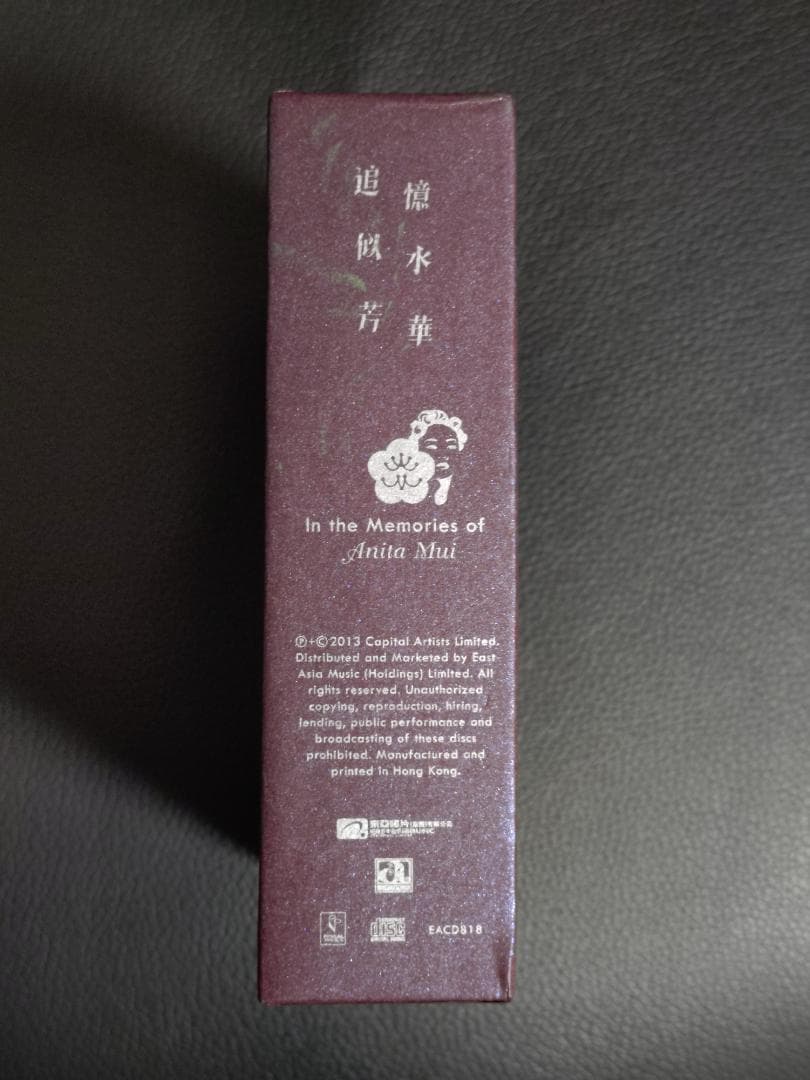 追憶
似水
芳華
In the Memories of
Anita Mui
℗+©2013 Capital Artists Limited.
Distributed and Marketed by East
Asia Music (Holdings) Limited. All
rights reserved. Unauthorized
copying, reproduction, hiring,
lending, public performance and
broadcasting of these discs
prohibited. Manufactured and
printed in Hong Kong.
disc
EACD818